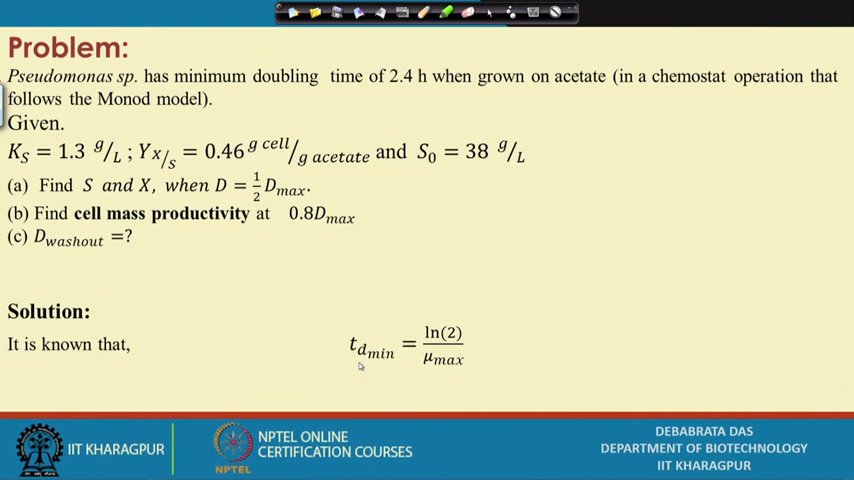 Problem:
Pseudomonas sp. has minimum doubling time of 2.4 h when grown on acetate (in a chemostat operation that
follows the Monod model).
Given.
K_S = 1.3 g/L ; Y_{X/S} = 0.46 g cell/g acetate and S_0 = 38 g/L
(a) Find S and X, when D = 1/2 D_max.
(b) Find cell mass productivity at 0.8D_max
(c) D_washout =?
Solution:
It is known that, t_{d_min} = ln(2)/μ_max
IIT KHARAGPUR
NPTEL
NPTEL ONLINE
CERTIFICATION COURSES
DEBABRATA DAS
DEPARTMENT OF BIOTECHNOLOGY
IIT KHARAGPUR